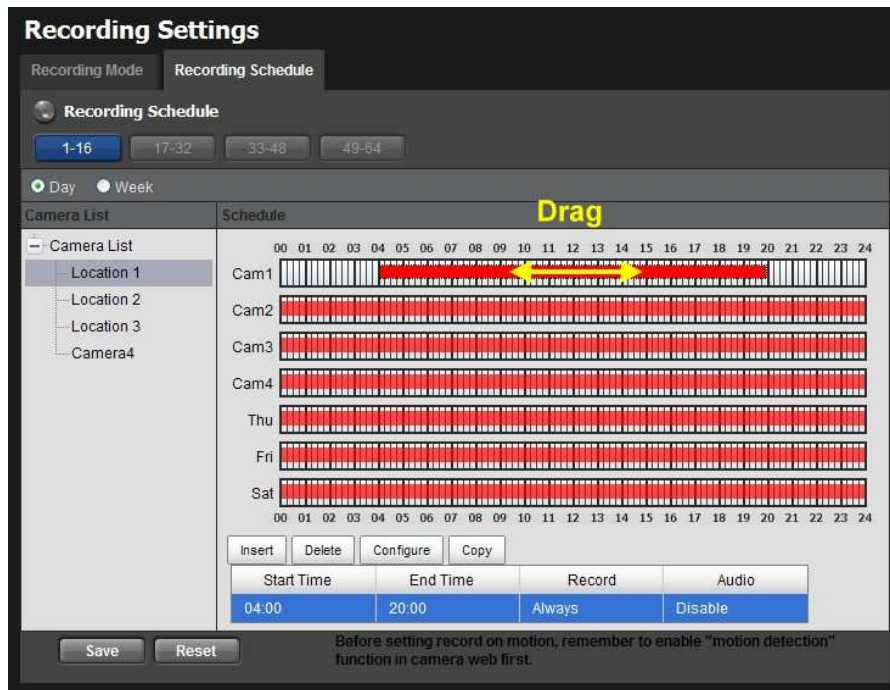 Recording Settings
Recording Mode Recording Schedule
Recording Schedule
1-16 17-32 33-48 49-64
Day Week
Camera List Schedule Drag
Camera List
Location 1
Location 2
Location 3
Camera4
00 01 02 03 04 05 06 07 08 09 10 11 12 13 14 15 16 17 18 19 20 21 22 23 24
Cam1
Cam2
Cam3
Cam4
Thu
Fri
Sat
00 01 02 03 04 05 06 07 08 09 10 11 12 13 14 15 16 17 18 19 20 21 22 23 24
Insert Delete Configure Copy
Start Time End Time Record Audio
04:00 20:00 Always Disable
Save Reset
Before setting record on motion, remember to enable "motion detection"
function in camera web first.